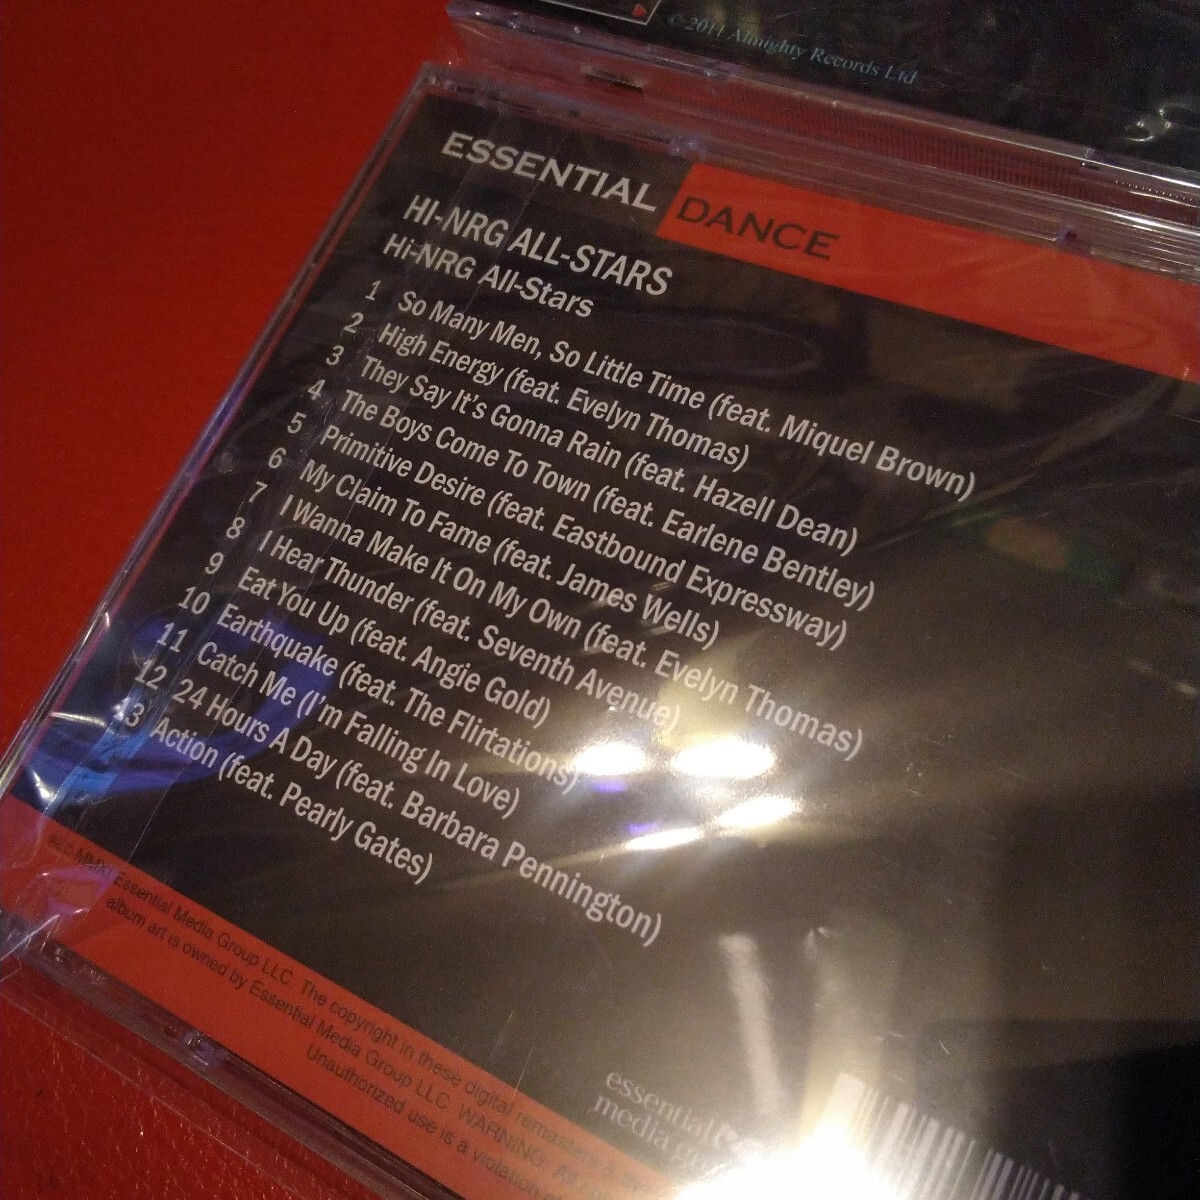 © 2011 Almighty Records Ltd
ESSENTIAL DANCE
HI-NRG ALL-STARS
Hi-NRG All-Stars
1 So Many Men, So Little Time (feat. Miquel Brown)
2 High Energy (feat. Evelyn Thomas)
3 They Say It's Gonna Rain (feat. Hazell Dean)
4 The Boys Come To Town (feat. Earlene Bentley)
5 Primitive Desire (feat. Eastbound Expressway)
6 My Claim To Fame (feat. James Wells)
7 I Wanna Make It On My Own (feat. Evelyn Thomas)
8 I Hear Thunder (feat. Seventh Avenue)
9 Eat You Up (feat. Angie Gold)
10 Earthquake (feat. The Flirtations)
11 Catch Me (I'm Falling In Love)
12 24 Hours A Day (feat. Barbara Pennington)
13 Action (feat. Pearly Gates)
MMXI Essential Media Group LLC. The copyright in these digital remasters &
album art is owned by Essential Media Group LLC. WARNING: All
Unauthorized use is a violation
essential
media